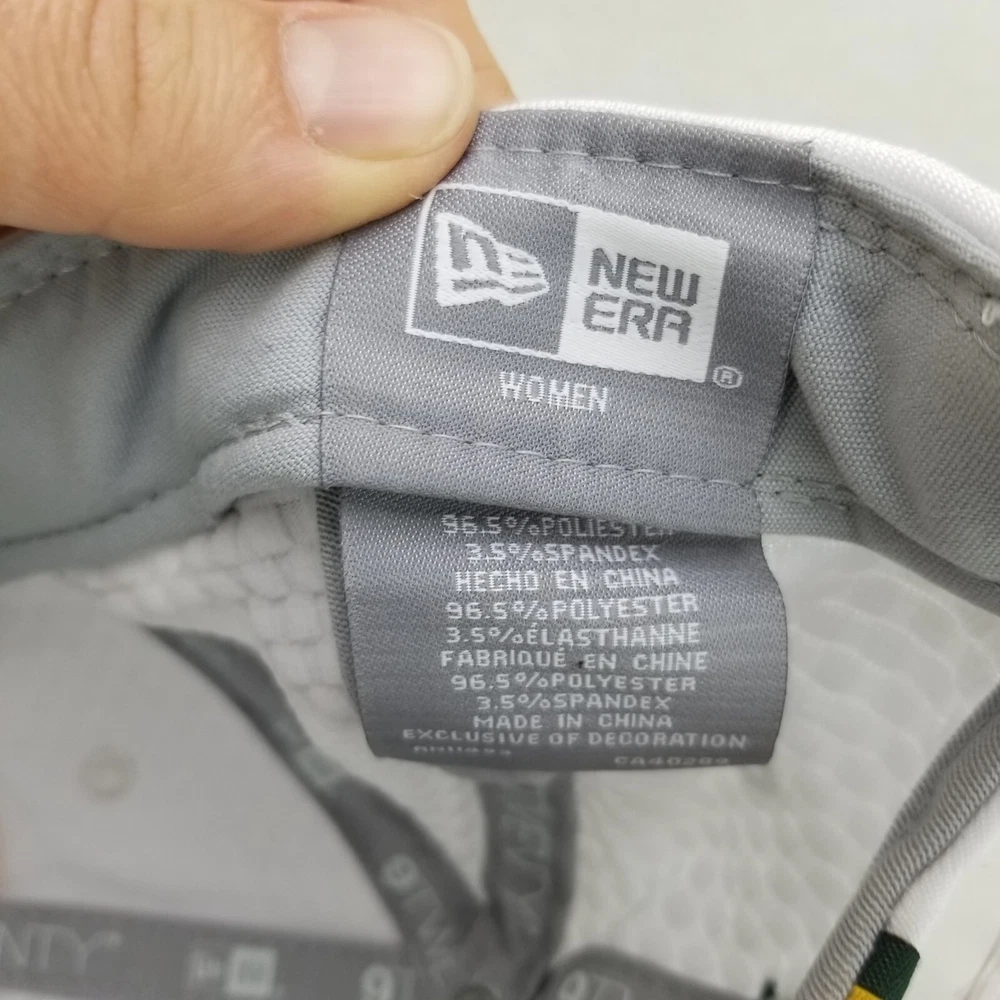 NEW
ERA
®
WOMEN
96.5%POLIESTER
3.5%SPANDEX
HECHO EN CHINA
96.5%POLYESTER
3.5%ÉLASTHANNE
FABRIQUÉ EN CHINE
96.5%POLYESTER
3.5%SPANDEX
MADE IN CHINA
EXCLUSIVE OF DECORATION
NTY